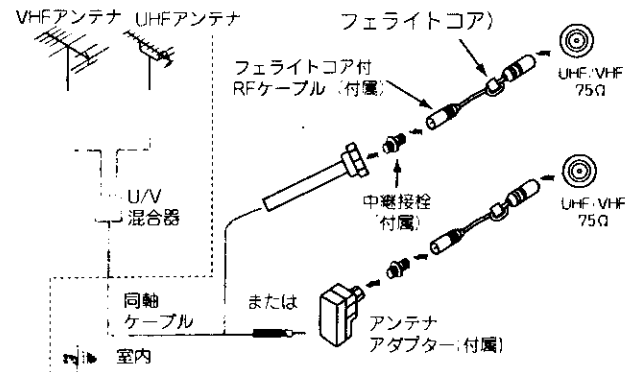 VHFアンテナ
UHFアンテナ
フェライトコア)
フェライトコア付
RFケーブル (付属)
UHF/VHF
75Ω
U/V
混合器
中継接栓
(付属)
UHF/VHF
75Ω
同軸
ケーブル
または
アンテナ
アダプター(付属)
室内